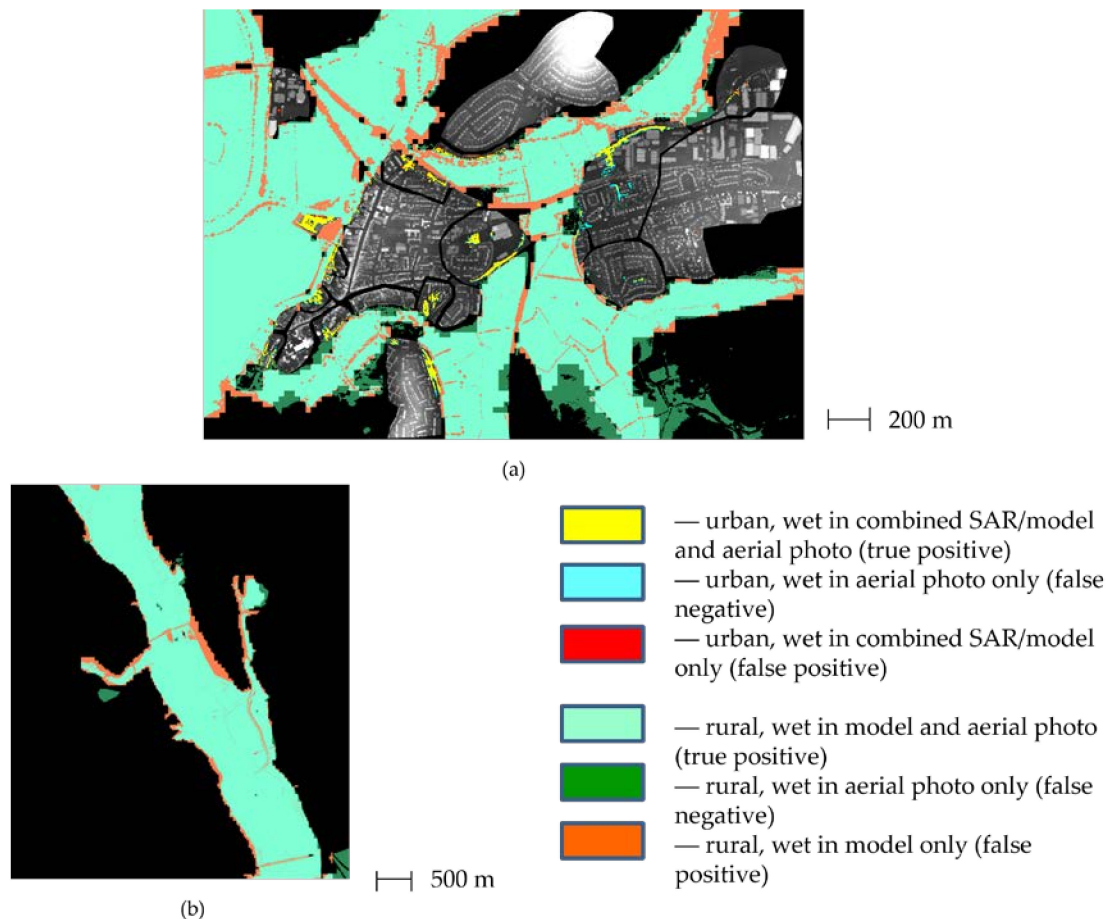 200 m
(a)
— urban, wet in combined SAR/model
and aerial photo (true positive)
— urban, wet in aerial photo only (false
negative)
— urban, wet in combined SAR/model
only (false positive)
— rural, wet in model and aerial photo
(true positive)
— rural, wet in aerial photo only (false
negative)
— rural, wet in model only (false
positive)
500 m
(b)